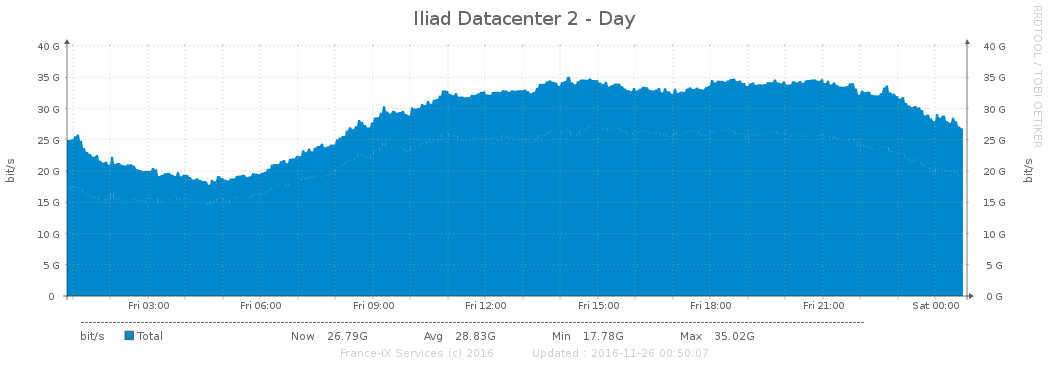 Iliad Datacenter 2 - Day
RRDTOOL / TOBI OETIKER
bit/s
40 G
35 G
30 G
25 G
20 G
15 G
10 G
5 G
0
40 G
35 G
30 G
25 G
20 G
15 G
10 G
5 G
0 G
bit/s
Fri 03:00 Fri 06:00 Fri 09:00 Fri 12:00 Fri 15:00 Fri 18:00 Fri 21:00 Sat 00:00
bit/s Total Now 26.79G Avg 28.83G Min 17.78G Max 35.02G
France-IX Services (c) 2016 Updated : 2016-11-26 00:50:07